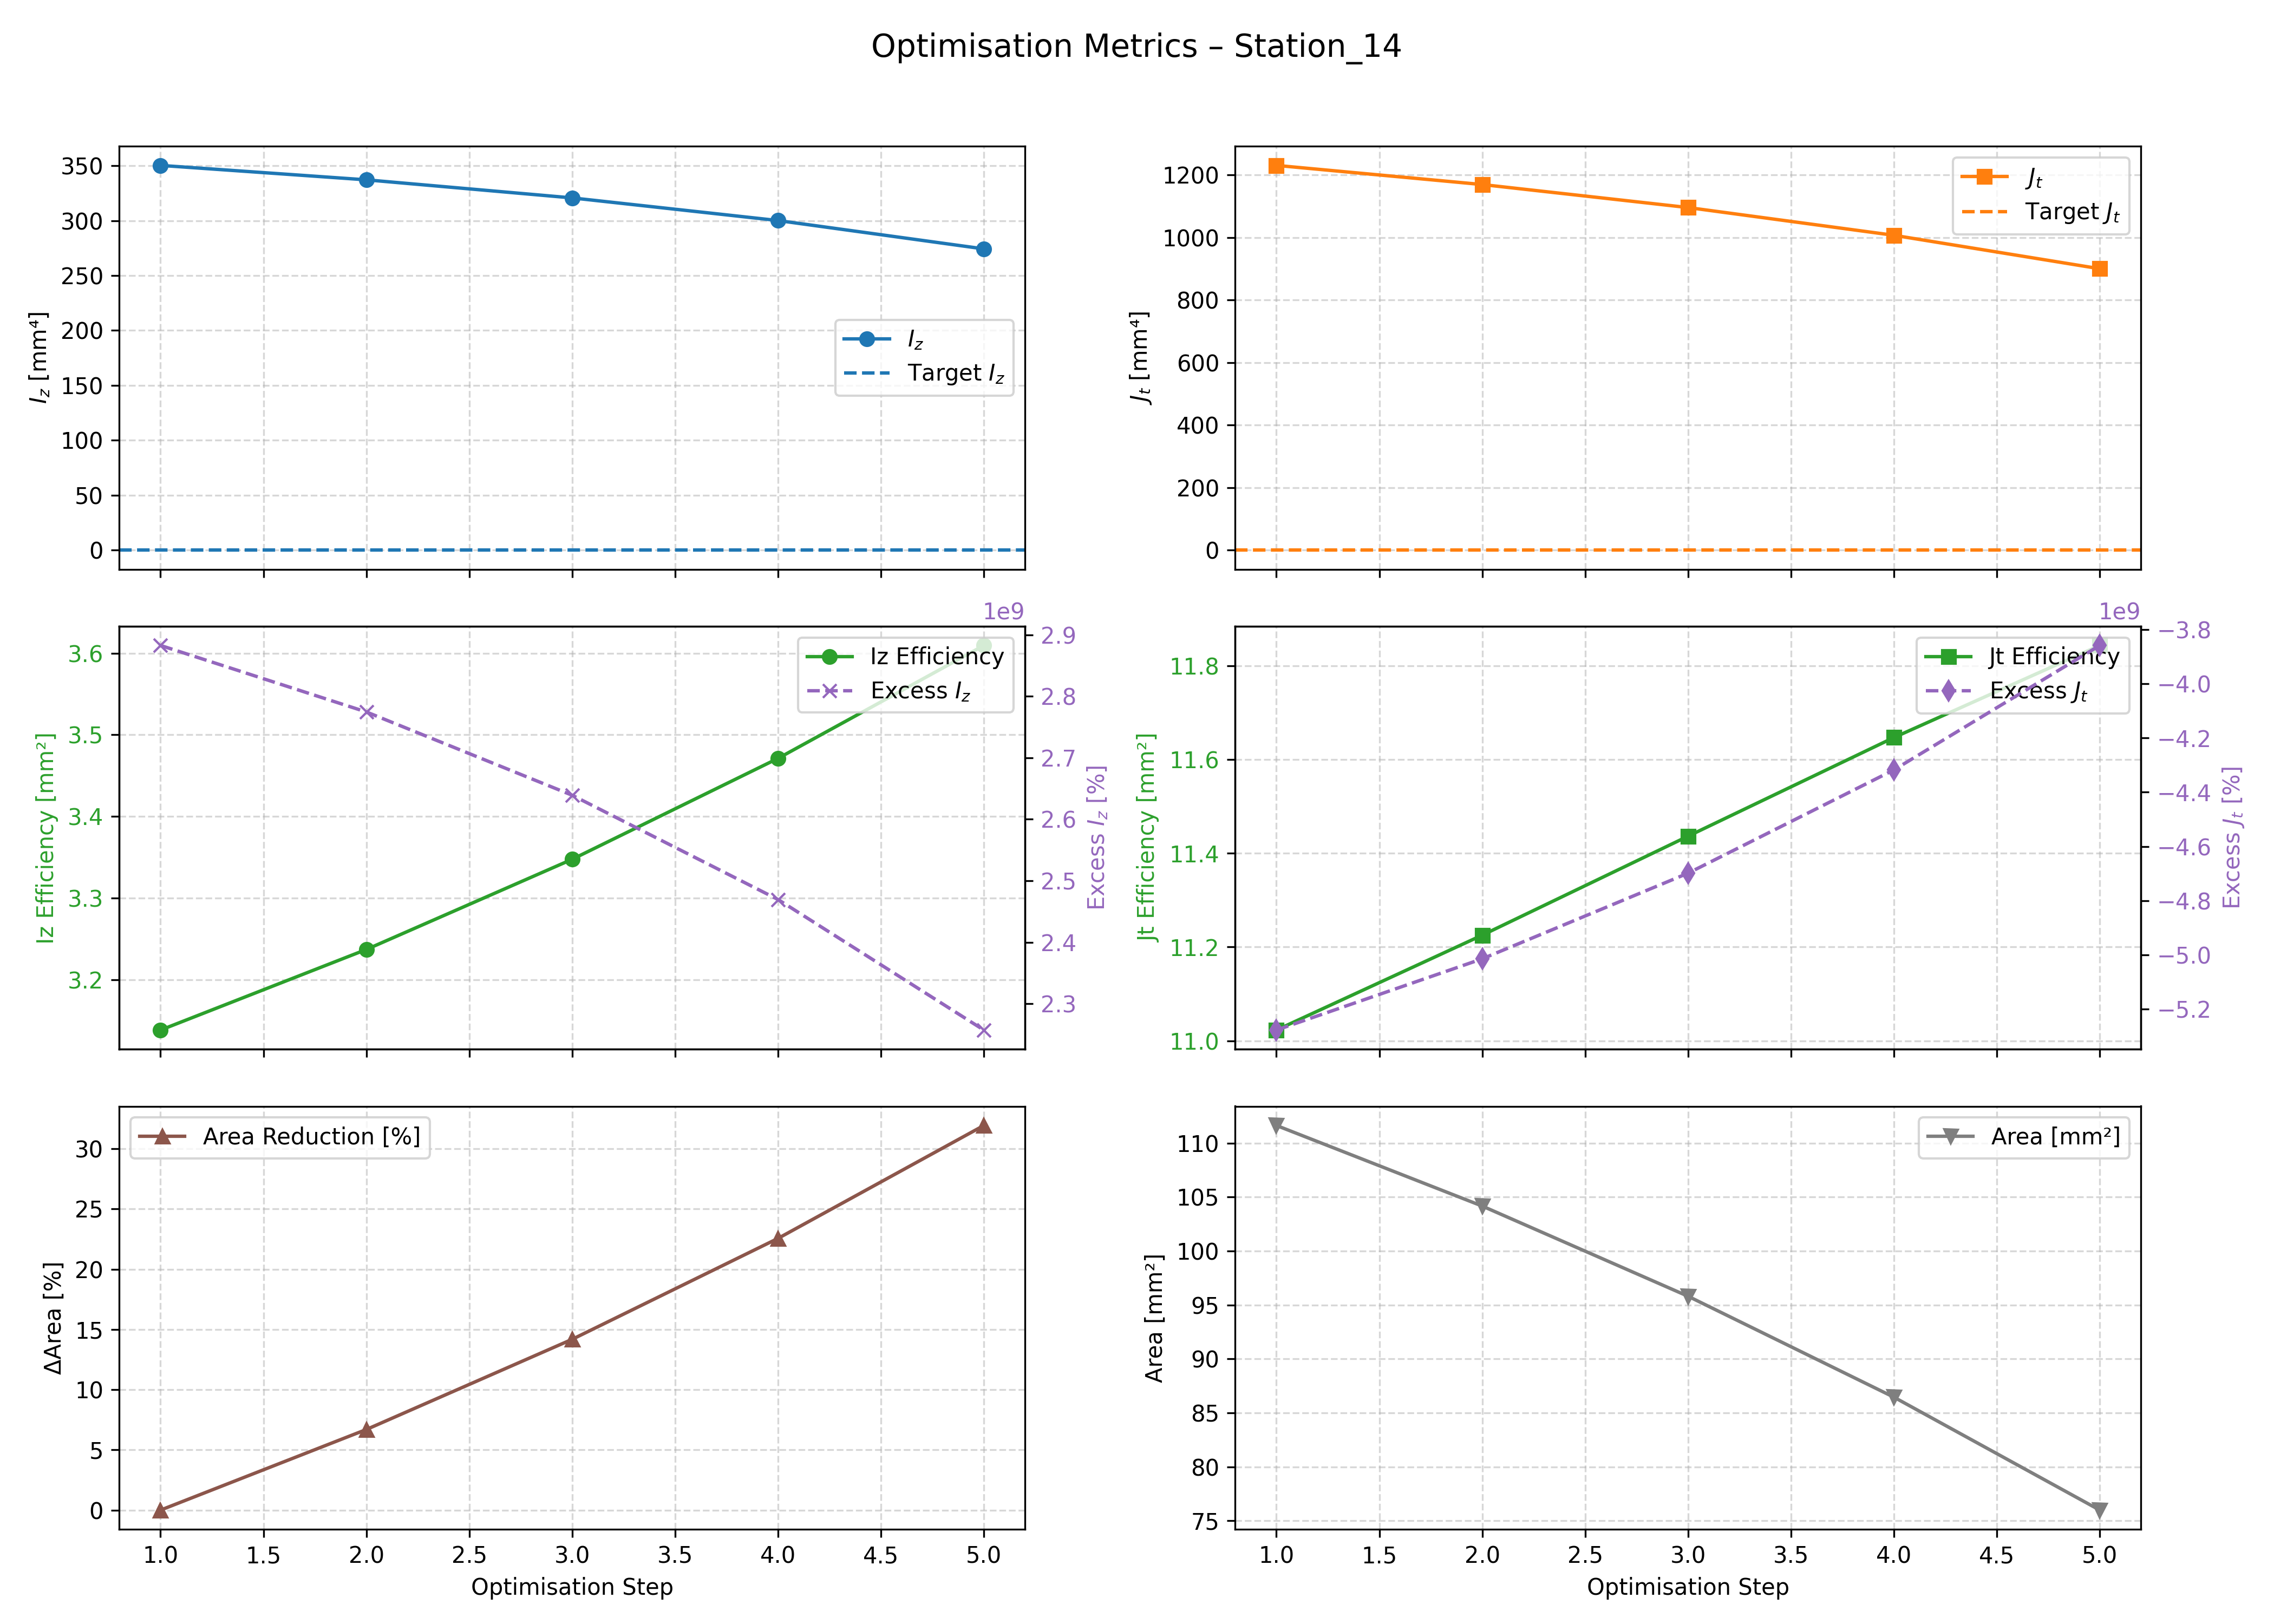 Optimisation Metrics – Station_14
350
300
250
200
150
100
50
0
I_z [mm⁴]
I_z
Target I_z
1200
1000
800
600
400
200
0
J_t [mm⁴]
J_t
Target J_t
3.6
3.5
3.4
3.3
3.2
Iz Efficiency [mm²]
Iz Efficiency
Excess I_z
1e9
2.9
2.8
2.7
2.6
2.5
2.4
2.3
Excess I_z [%]
11.8
11.6
11.4
11.2
11.0
Jt Efficiency [mm²]
Jt Efficiency
Excess J_t
1e9
−3.8
−4.0
−4.2
−4.4
−4.6
−4.8
−5.0
−5.2
Excess J_t [%]
30
25
20
15
10
5
0
ΔArea [%]
Area Reduction [%]
1.0 1.5 2.0 2.5 3.0 3.5 4.0 4.5 5.0
Optimisation Step
110
105
100
95
90
85
80
75
Area [mm²]
Area [mm²]
1.0 1.5 2.0 2.5 3.0 3.5 4.0 4.5 5.0
Optimisation Step